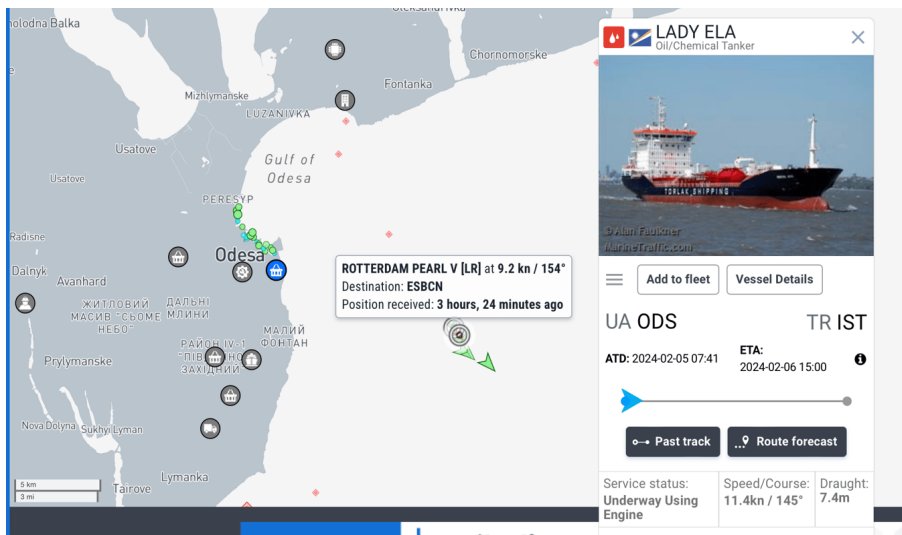 Oleksandrivka
olodna Balka
Chornomorske
Fontanka
Mizhlymanske
LUZANIVKA
Usatove
Gulf of
Odesa
Usatove
PERESYP
Radisne
Odesa
Dalnyk
Avanhard
ЖИТЛОВИЙ
МАСИВ "СЬОМЕ
НЕБО"
ДАЛЬНІ
МЛИНИ
МАЛИЙ
ФОНТАН
РАЙОН IV-1
"ПІВ
ЗАХІДНИЙ"
Prylymanske
Nova Dolyna
Sukhyi Lyman
Lymanka
Tairove
5 km
3 mi
ROTTERDAM PEARL V [LR] at 9.2 kn / 154°
Destination: ESBCN
Position received: 3 hours, 24 minutes ago
LADY ELA
Oil/Chemical Tanker
TORLAK SHIPPING
© Alan Faulkner
MarineTraffic.com
Add to fleet
Vessel Details
UA ODS
TR IST
ATD: 2024-02-05 07:41
ETA:
2024-02-06 15:00
Past track
Route forecast
Service status:
Underway Using
Engine
Speed/Course:
11.4kn / 145°
Draught:
7.4m